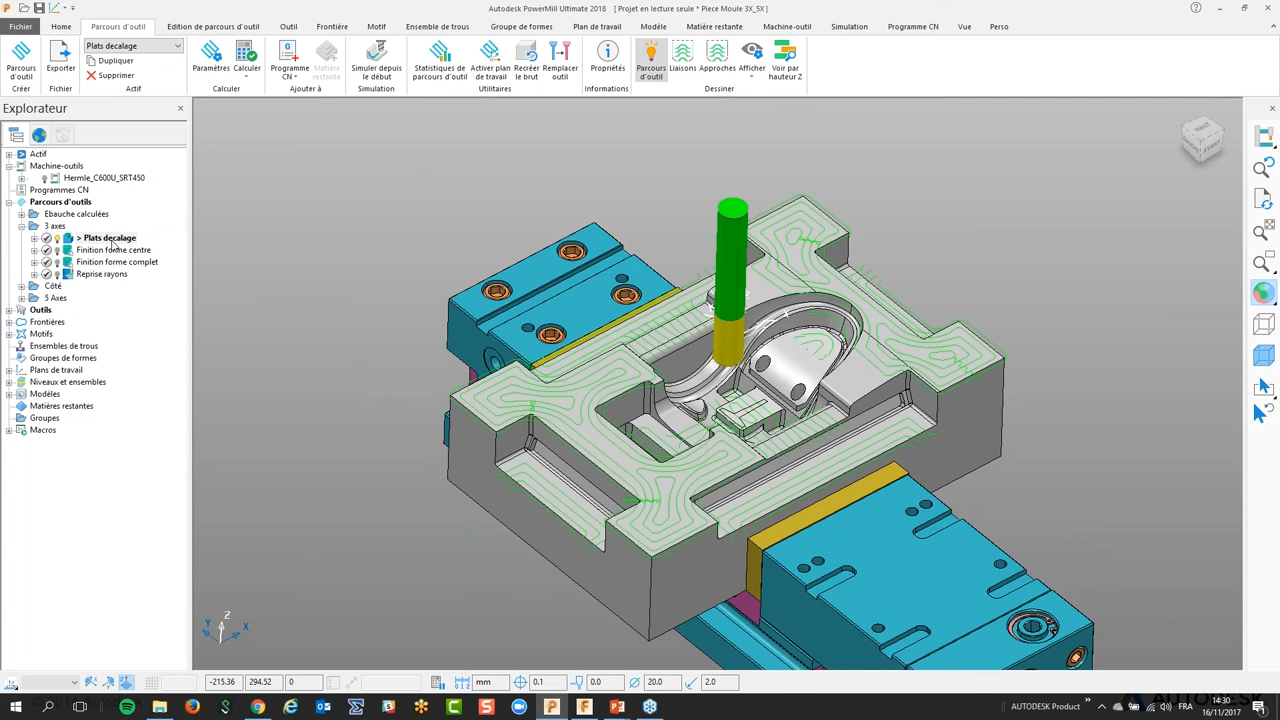 Autodesk PowerMill Ultimate 2018 [ Projet en lecture seule * Piece Moule 3X_5X ]
Fichier Home Parcours d'outil Edition de parcours d'outil Outil Frontière Motif Ensemble de trous Groupe de formes Plan de travail Modèle Matière restante Machine-outil Simulation Programme CN Vue Perso
Parcours d'outil
Créer
Exporter
Fichier
Plats decalage
Dupliquer
Supprimer
Actif
Paramètres Calculer
Calculer
Programme CN Matière restante
Ajouter à
Simuler depuis le début
Simulation
Statistiques de parcours d'outil Activer plan de travail Recréer le brut Remplacer outil
Utilitaires
Propriétés
Informations
Parcours d'outil Liaisons Approches Afficher Voir par hauteur Z
Dessiner
Explorateur
Actif
Machine-outils
Hermle_C600U_SRT450
Programmes CN
Parcours d'outils
Ebauche calculées
3 axes
> Plats decalage
Finition forme centre
Finition forme complet
Reprise rayons
Côté
5 Axes
Outils
Frontières
Motifs
Ensembles de trous
Groupes de formes
Plans de travail
Niveaux et ensembles
Modèles
Matières restantes
Groupes
Macros
HAUT
AVANT
Z
Y
X
-215.36 294.52 0 mm 0.1 0.0 20.0 2.0
AUTODESK Product FRA 14:30
16/11/2017